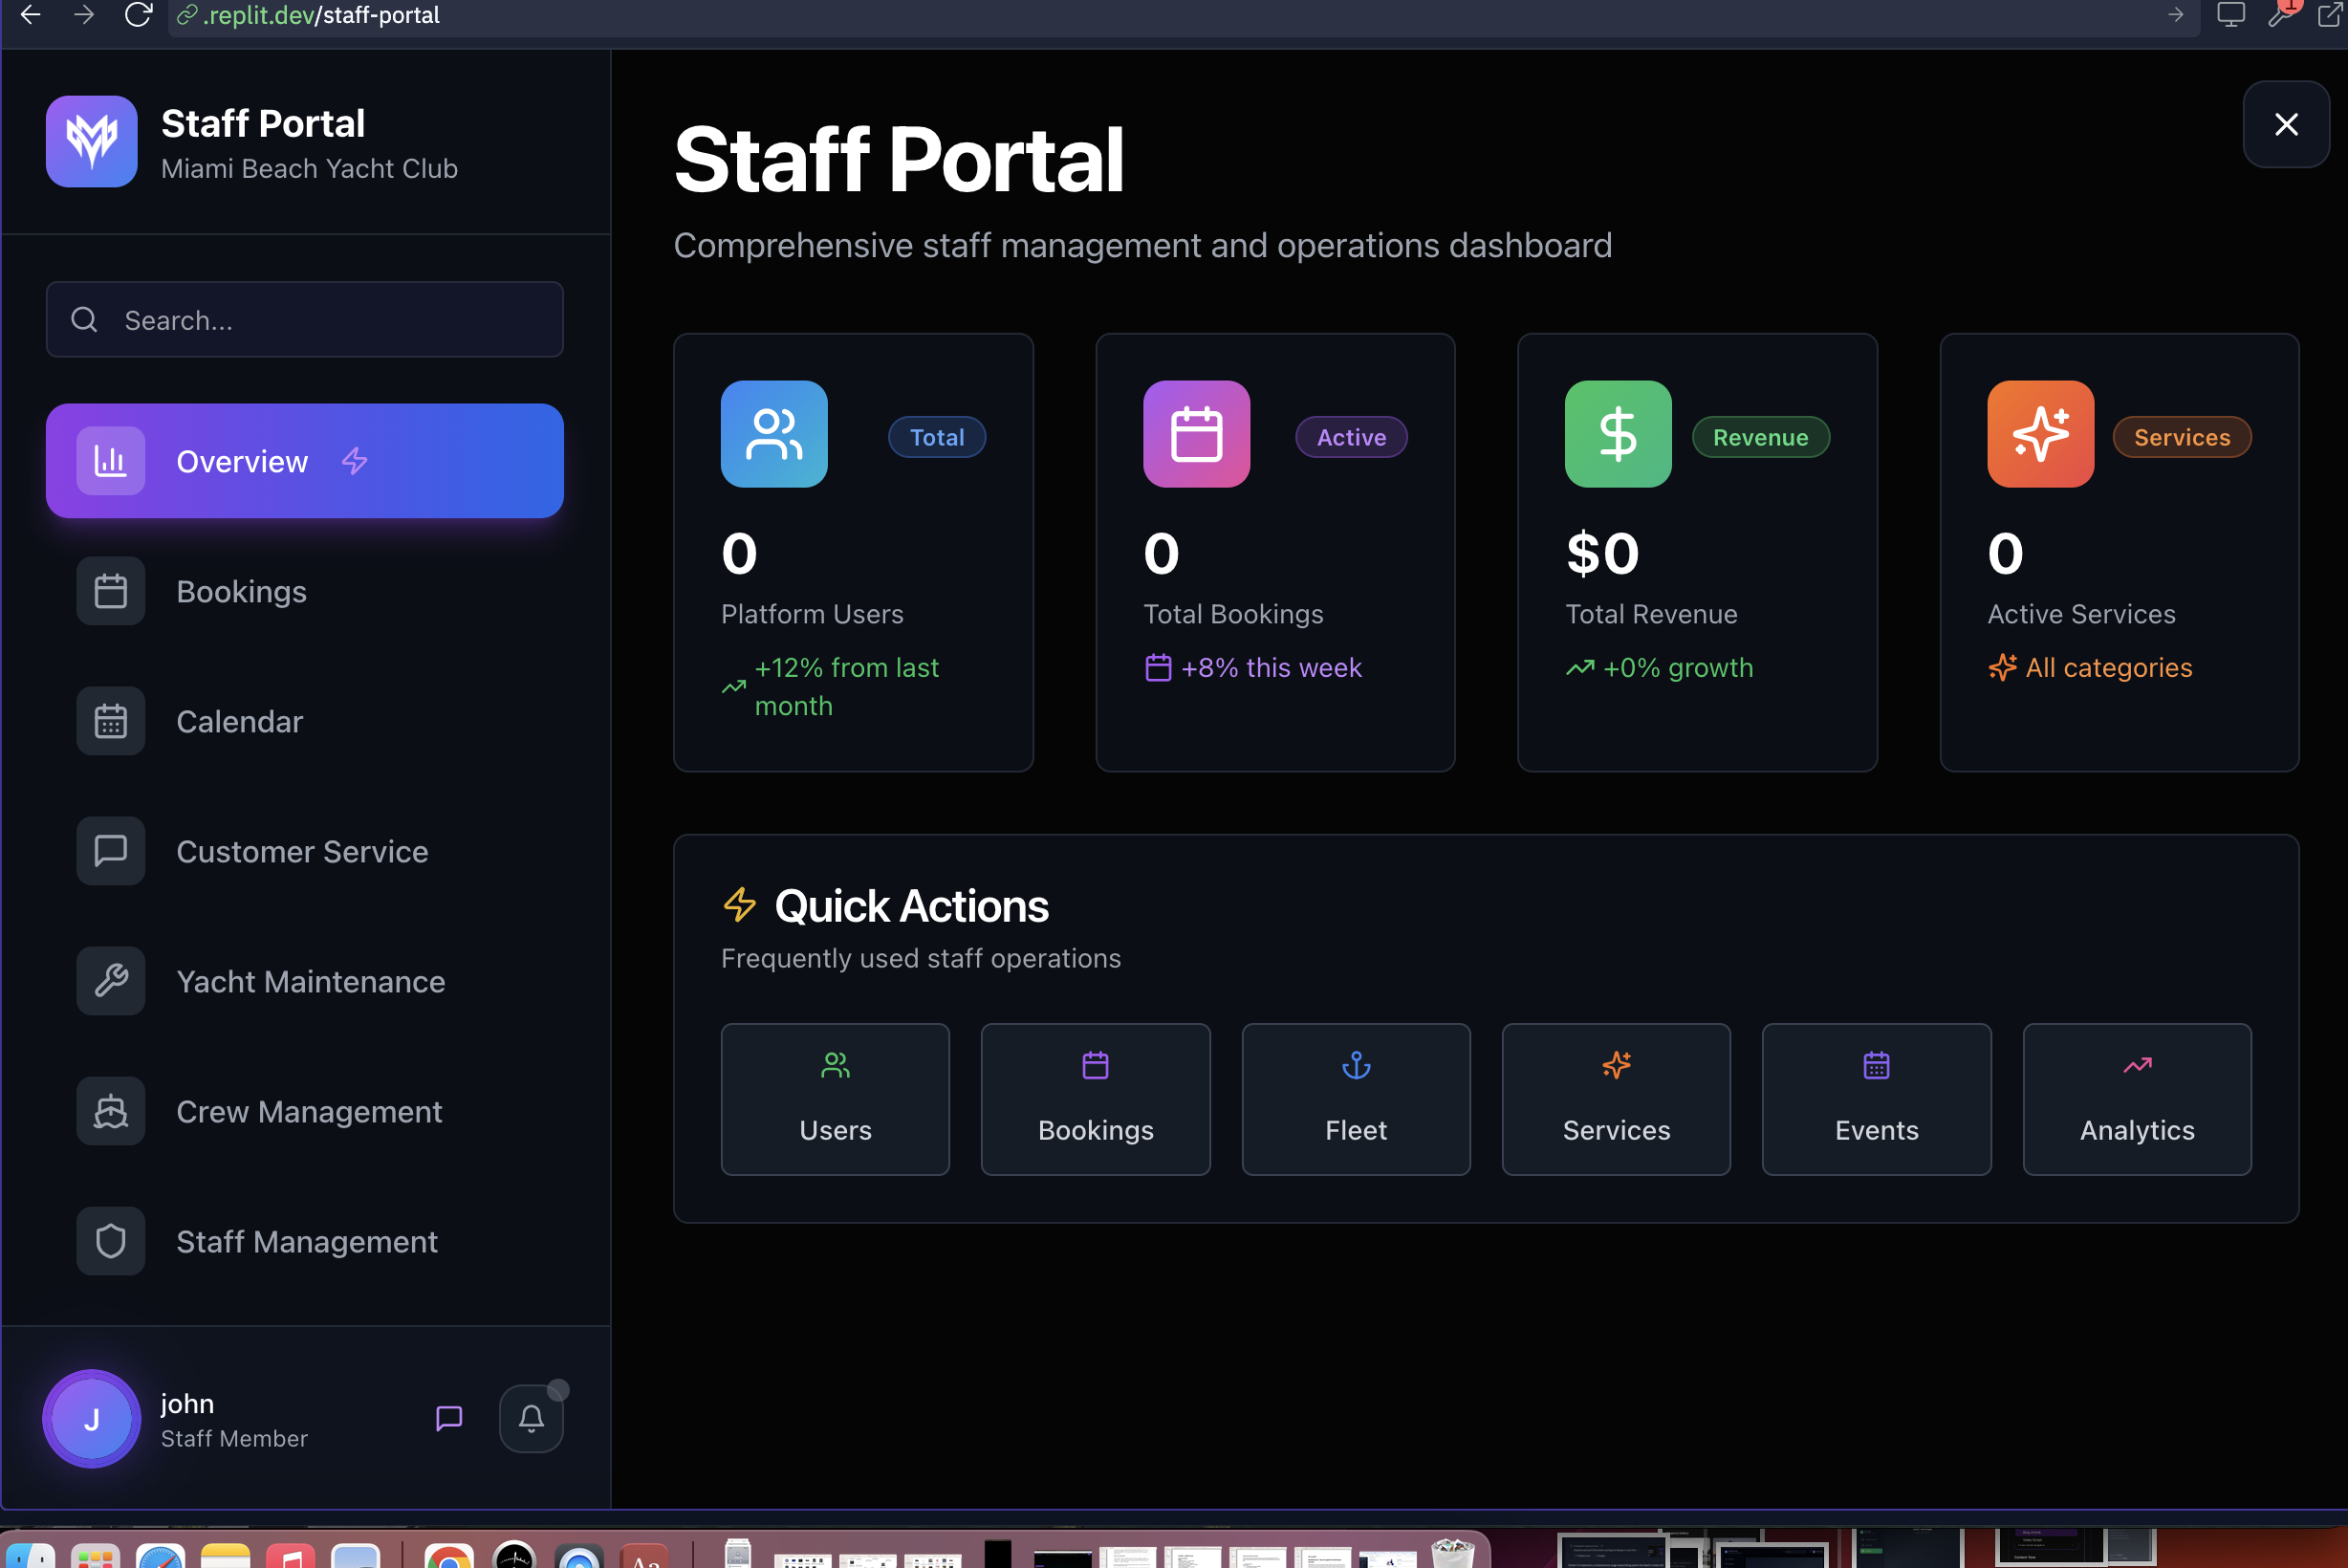 .replit.dev/staff-portal
1
Staff Portal
Miami Beach Yacht Club
Search...
Overview
Bookings
Calendar
Customer Service
Yacht Maintenance
Crew Management
Staff Management
J
john
Staff Member
Staff Portal
Comprehensive staff management and operations dashboard
Total
0
Platform Users
+12% from last
month
Active
0
Total Bookings
+8% this week
Revenue
$0
Total Revenue
+0% growth
Services
0
Active Services
All categories
Quick Actions
Frequently used staff operations
Users
Bookings
Fleet
Services
Events
Analytics
Aa